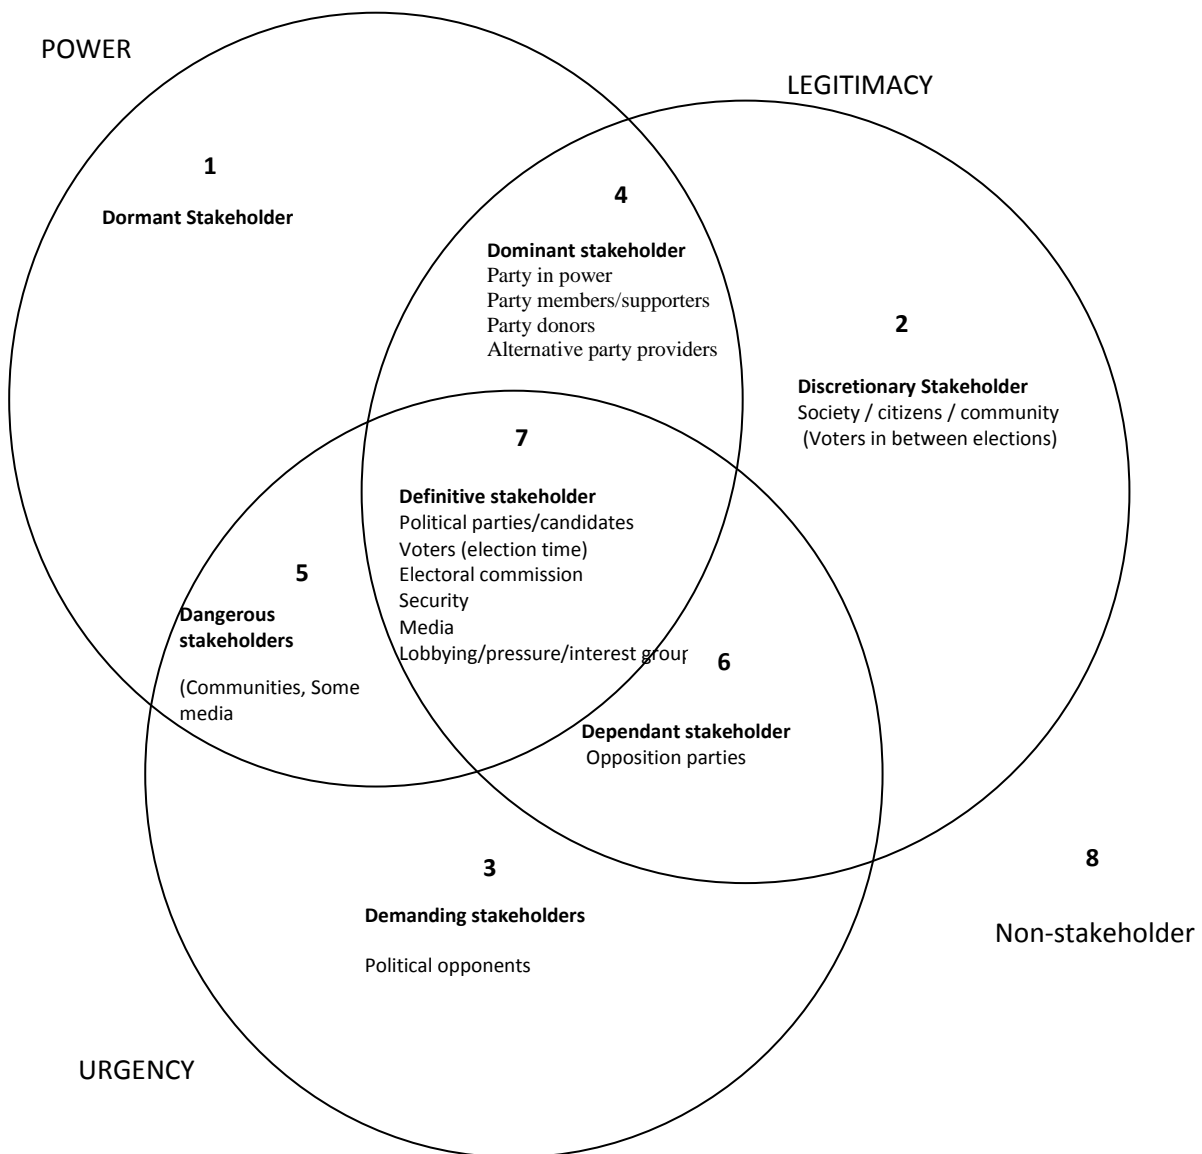 POWER
LEGITIMACY
1
Dormant Stakeholder
4
Dominant stakeholder
Party in power
Party members/supporters
Party donors
Alternative party providers
2
Discretionary Stakeholder
Society / citizens / community
(Voters in between elections)
7
Definitive stakeholder
Political parties/candidates
Voters (election time)
Electoral commission
Security
Media
Lobbying/pressure/interest group
5
Dangerous
stakeholders
(Communities, Some
media
6
Dependant stakeholder
Opposition parties
3
Demanding stakeholders
Political opponents
8
Non-stakeholder
URGENCY